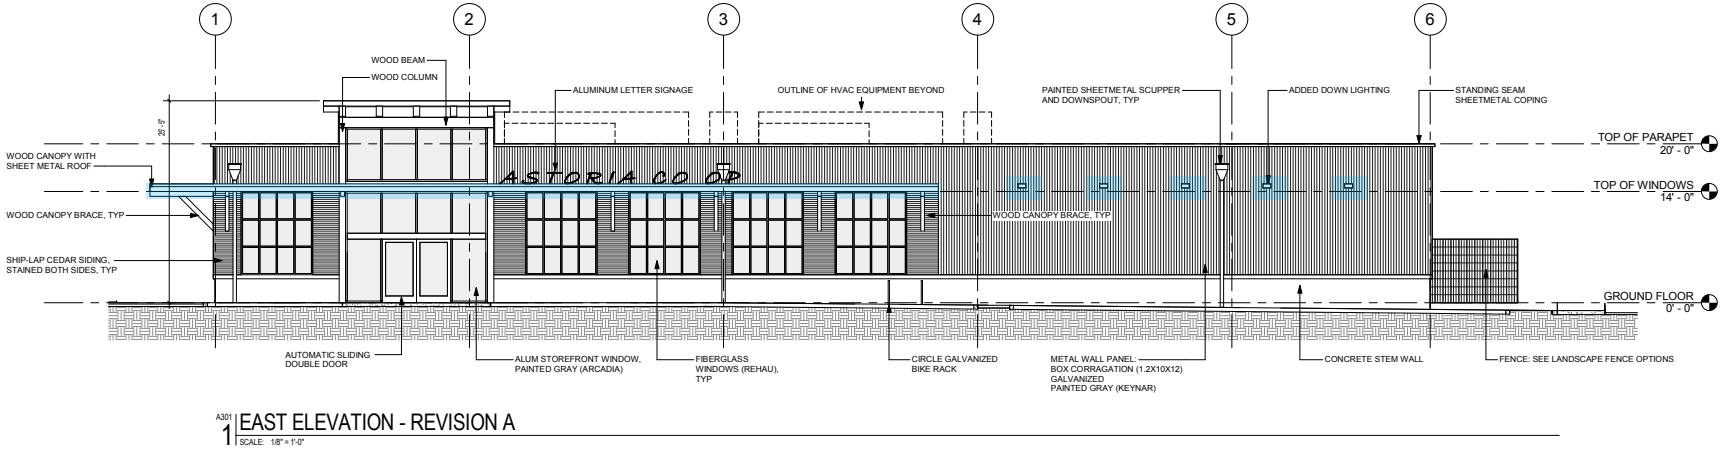 1
2
3
4
5
6
WOOD BEAM
WOOD COLUMN
ALUMINUM LETTER SIGNAGE
OUTLINE OF HVAC EQUIPMENT BEYOND
PAINTED SHEETMETAL SCUPPER
AND DOWNSPOUT, TYP
ADDED DOWN LIGHTING
STANDING SEAM
SHEETMETAL COPING
TOP OF PARAPET
20' - 0"
WOOD CANOPY WITH
SHEET METAL ROOF
ASTORIA CO OP
TOP OF WINDOWS
14' - 0"
WOOD CANOPY BRACE, TYP
WOOD CANOPY BRACE, TYP
SHIP-LAP CEDAR SIDING,
STAINED BOTH SIDES, TYP
GROUND FLOOR
0' - 0"
AUTOMATIC SLIDING
DOUBLE DOOR
ALUM STOREFRONT WINDOW,
PAINTED GRAY (ARCADIA)
FIBERGLASS
WINDOWS (REHAU),
TYP
CIRCLE GALVANIZED
BIKE RACK
METAL WALL PANEL:
BOX CORRAGATION (1.2X10X12)
GALVANIZED
PAINTED GRAY (KEYNAR)
CONCRETE STEM WALL
FENCE: SEE LANDSCAPE FENCE OPTIONS
A301
1
EAST ELEVATION - REVISION A
SCALE: 1/8" = 1'-0"